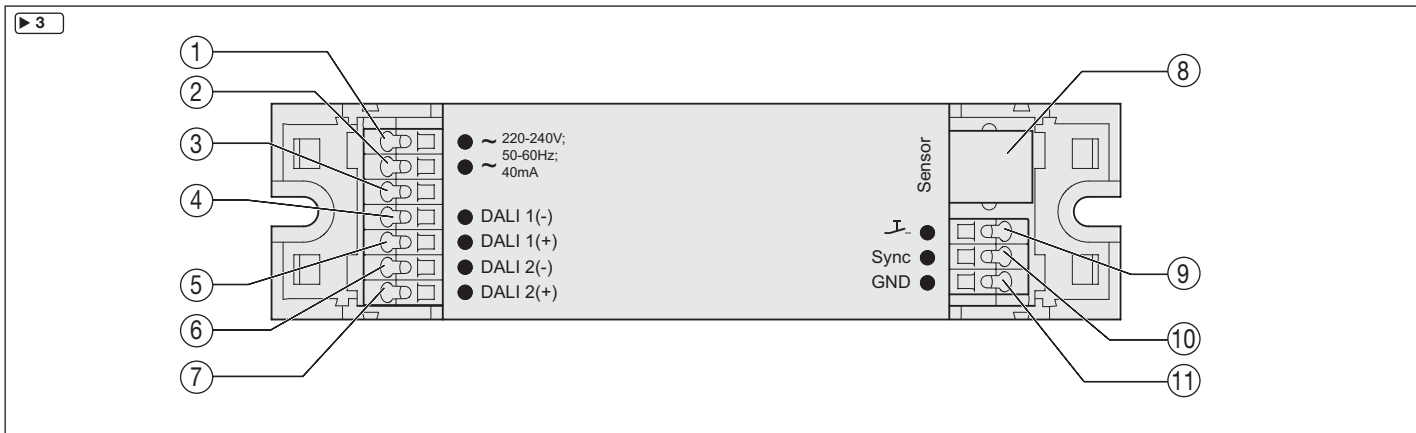 ▶ 3
1
2
3
4
5
6
7
~ 220-240V;
50-60Hz;
~ 40mA
DALI 1(-)
DALI 1(+)
DALI 2(-)
DALI 2(+)
Sensor
Sync
GND
8
9
10
11